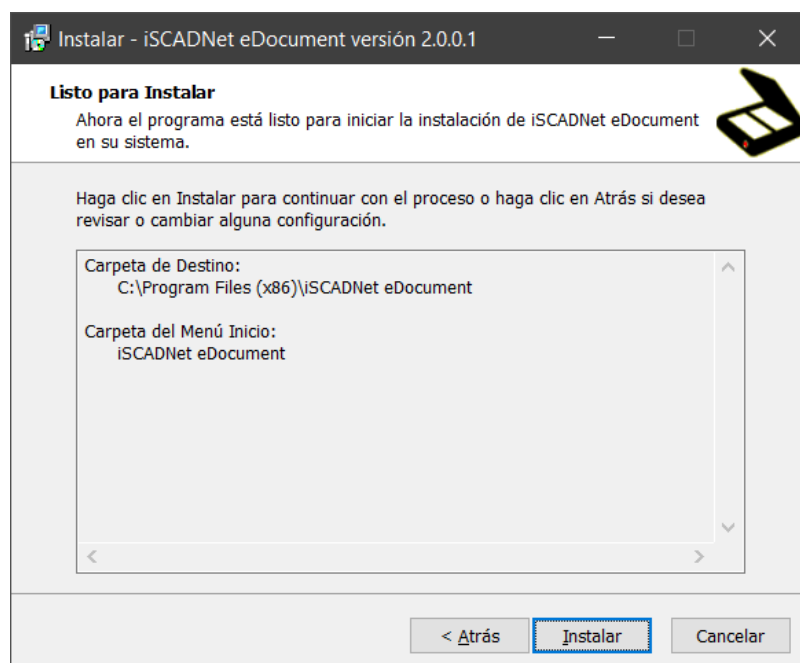 Instalar - iSCADNet eDocument versión 2.0.0.1
Listo para Instalar
Ahora el programa está listo para iniciar la instalación de iSCADNet eDocument
en su sistema.
Haga clic en Instalar para continuar con el proceso o haga clic en Atrás si desea
revisar o cambiar alguna configuración.
Carpeta de Destino:
C:\Program Files (x86)\iSCADNet eDocument
Carpeta del Menú Inicio:
iSCADNet eDocument
< Atrás
Instalar
Cancelar